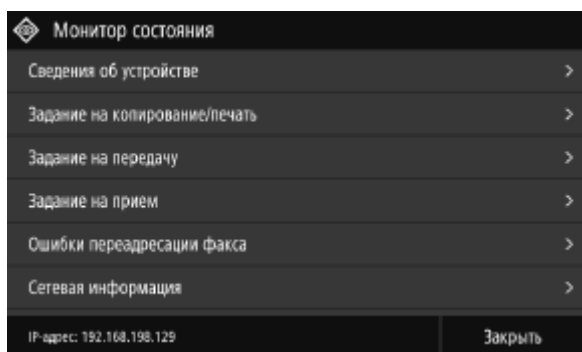 Монитор состояния
Сведения об устройстве
Задание на копирование/печать
Задание на передачу
Задание на прием
Ошибки переадресации факса
Сетевая информация
IP-адрес: 192.168.198.129
Закрыть